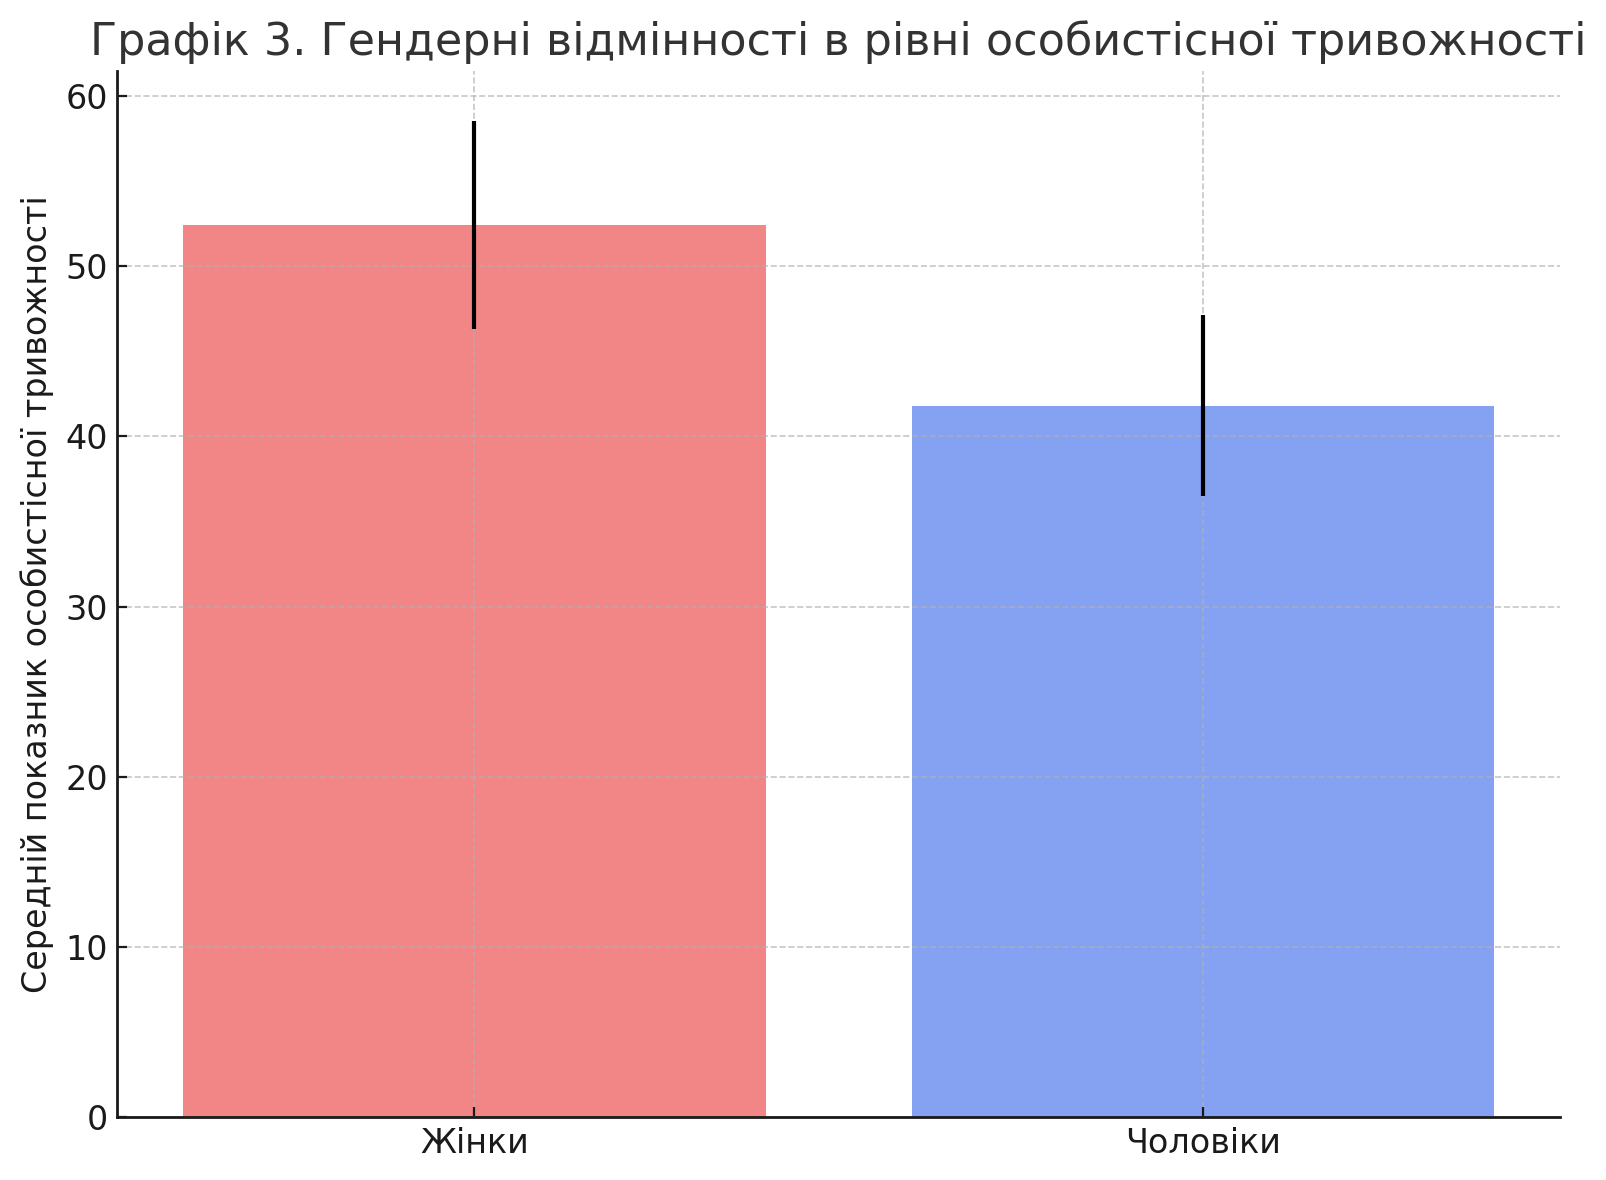 Графік 3. Гендерні відмінності в рівні особистісної тривожності
Середній показник особистісної тривожності
60
50
40
30
20
10
0
Жінки
Чоловіки